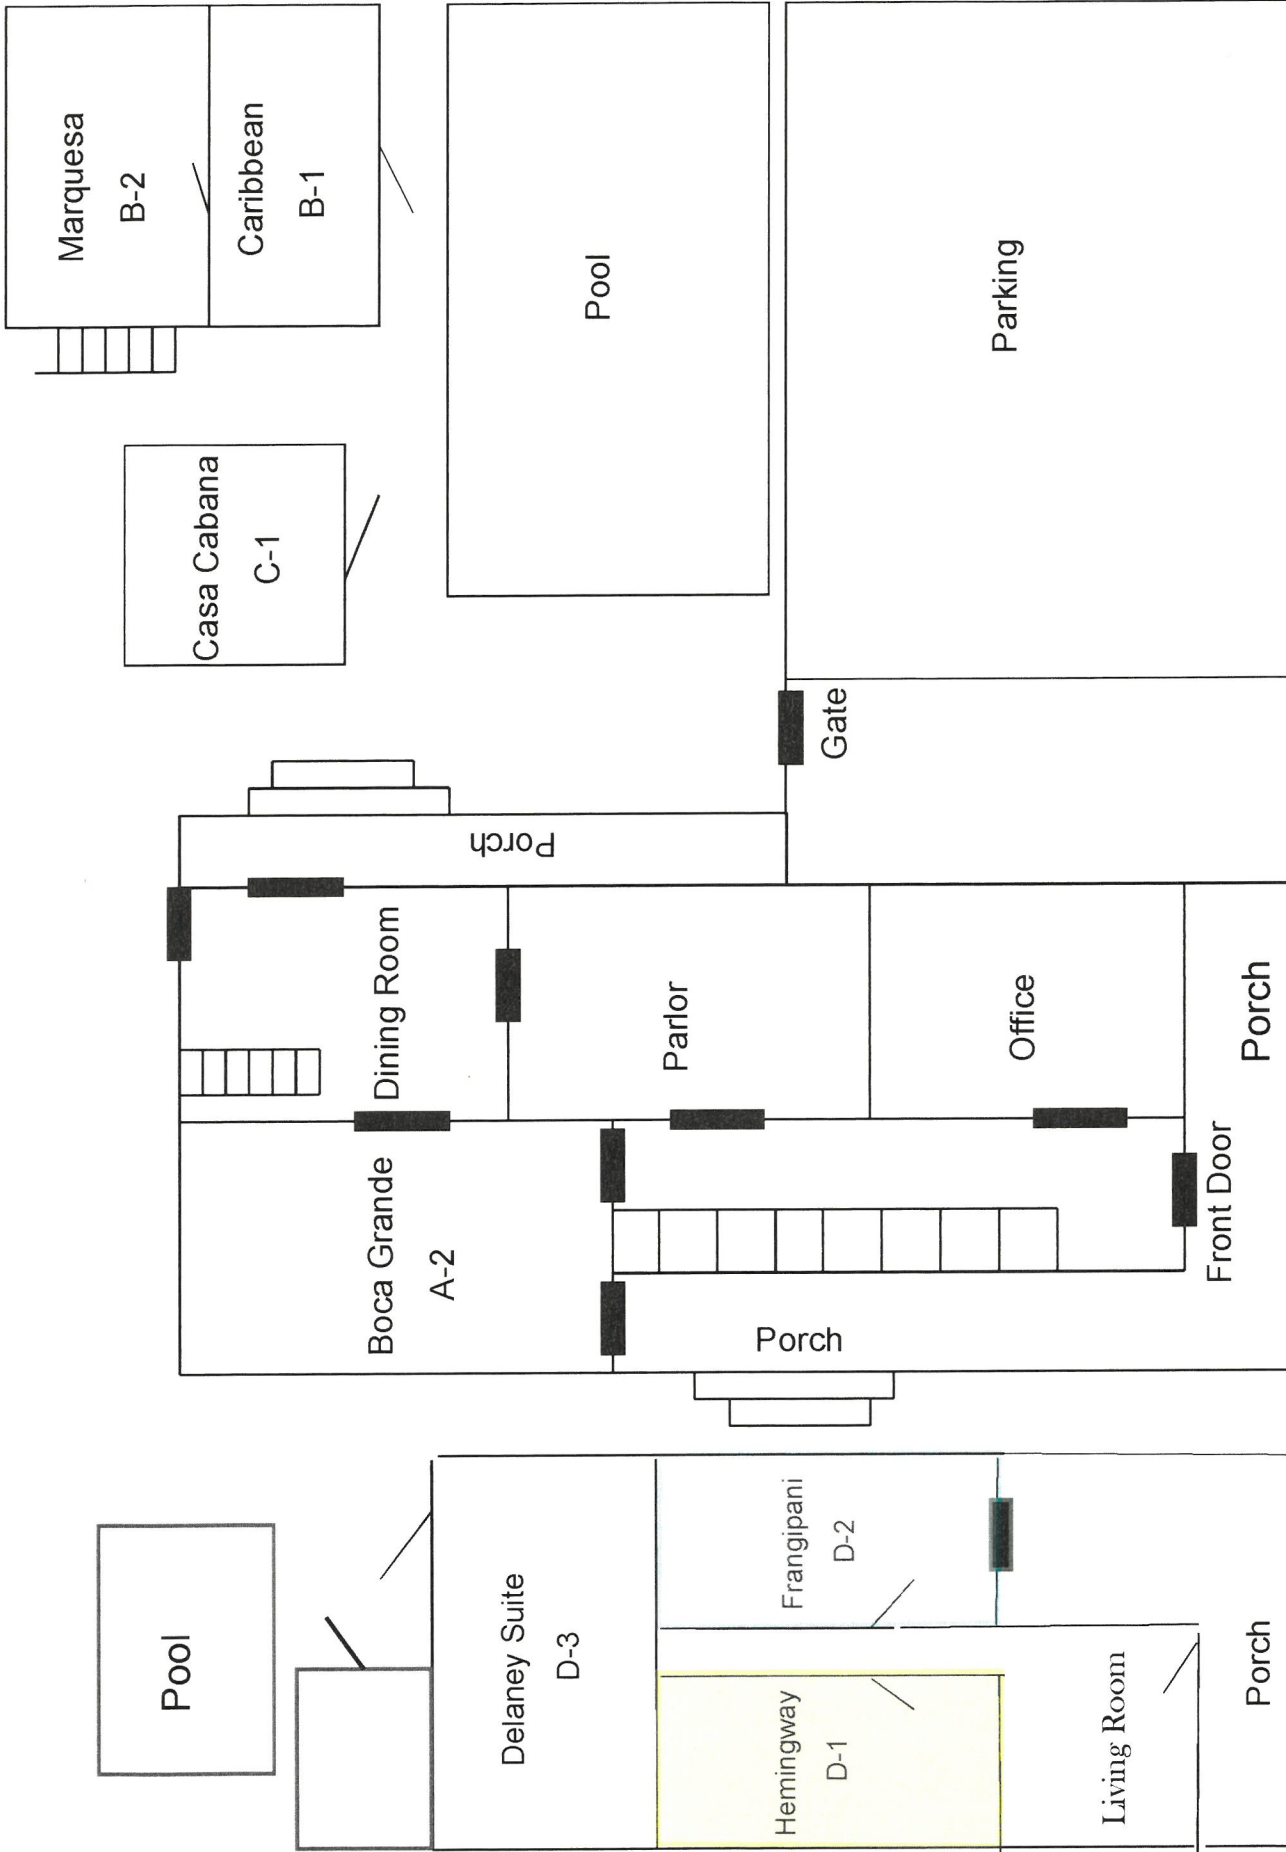 Marquesa
B-2
Caribbean
B-1
Casa Cabana
C-1
Pool
Parking
Gate
Porch
Dining Room
Parlor
Office
Porch
Boca Grande
A-2
Front Door
Porch
Pool
Delaney Suite
D-3
Frangipani
D-2
Hemingway
D-1
Living Room
Porch